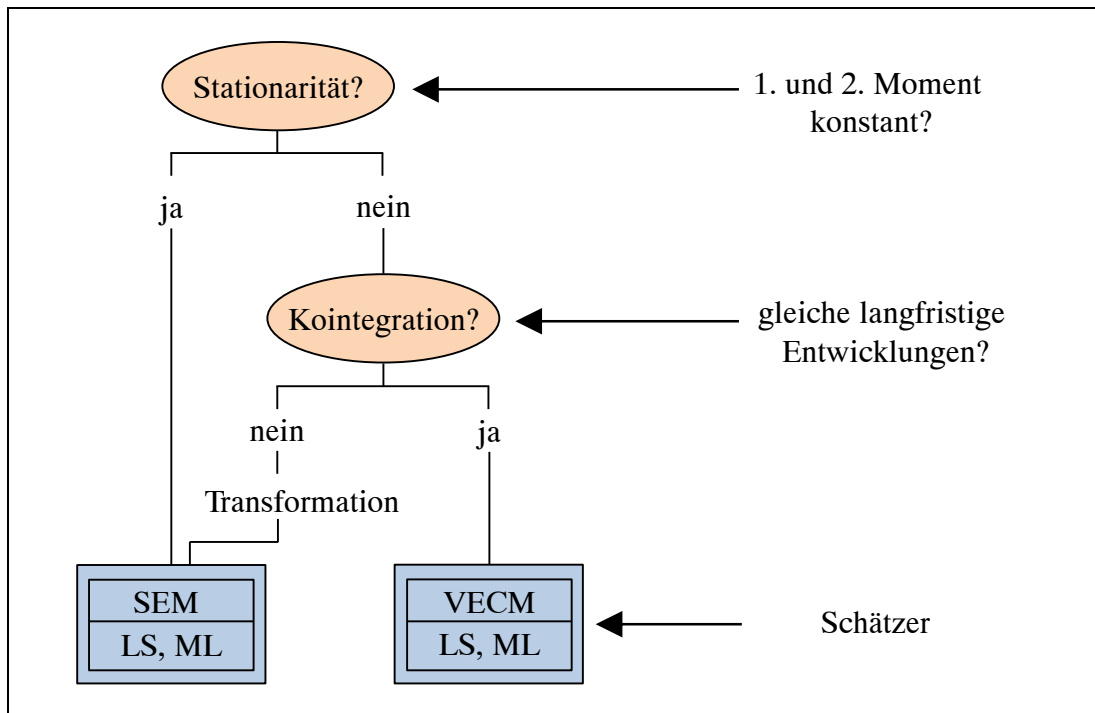 Stationarität?
1. und 2. Moment
konstant?
ja
nein
Kointegration?
gleiche langfristige
Entwicklungen?
nein
ja
Transformation
SEM
LS, ML
VECM
LS, ML
Schätzer